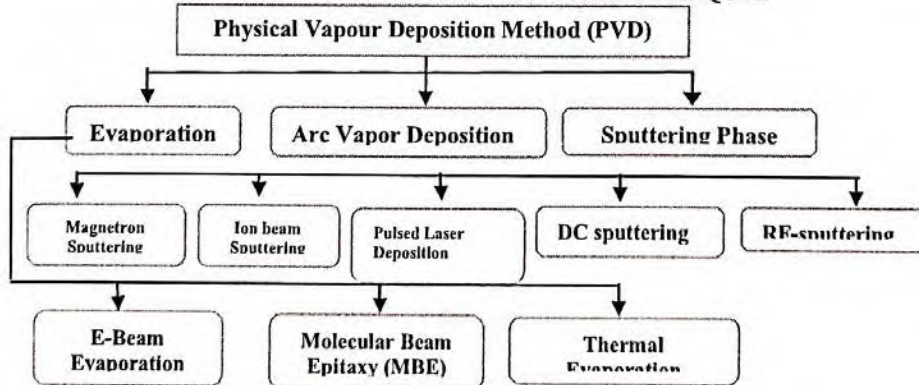 Physical Vapour Deposition Method (PVD)
Evaporation
Arc Vapor Deposition
Sputtering Phase
Magnetron
Sputtering
Ion beam
Sputtering
Pulsed Laser
Deposition
DC sputtering
RF-sputtering
E-Beam
Evaporation
Molecular Beam
Epitaxy (MBE)
Thermal
Evaporation